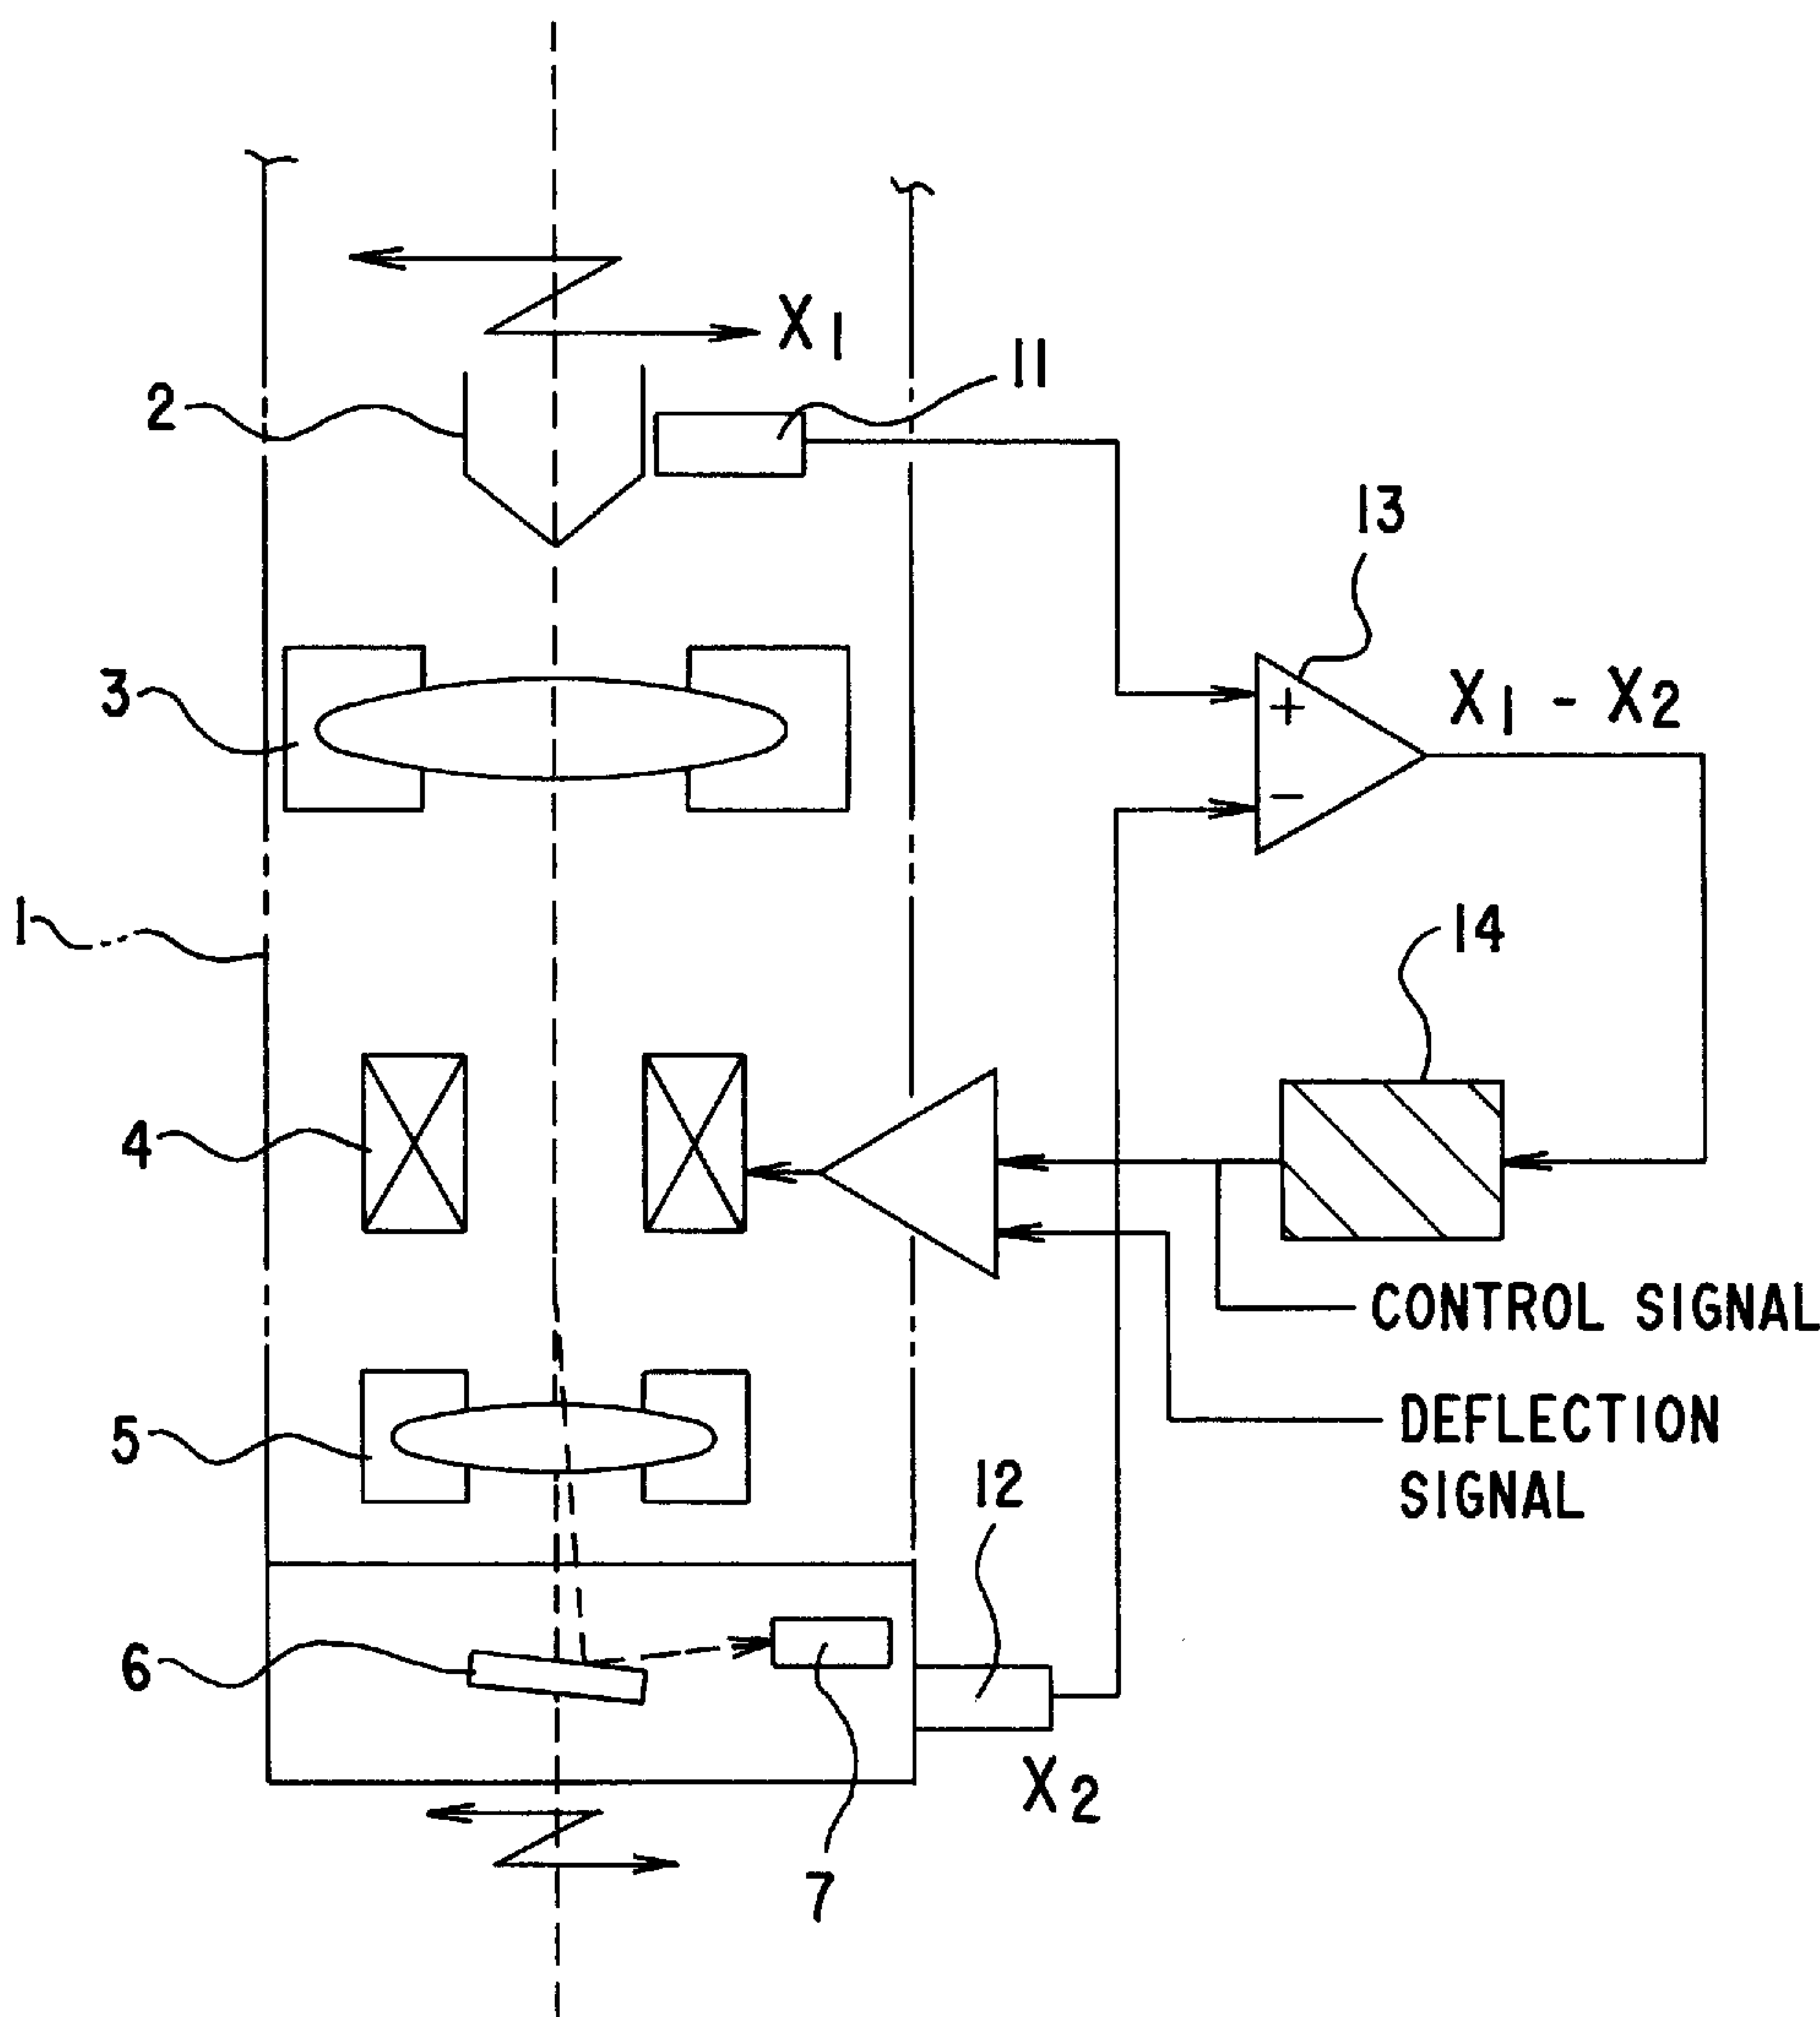 X1
11
2
13
3
+
X1 - X2
−
1
14
4
CONTROL SIGNAL
5
DEFLECTION
SIGNAL
12
6
X2
7